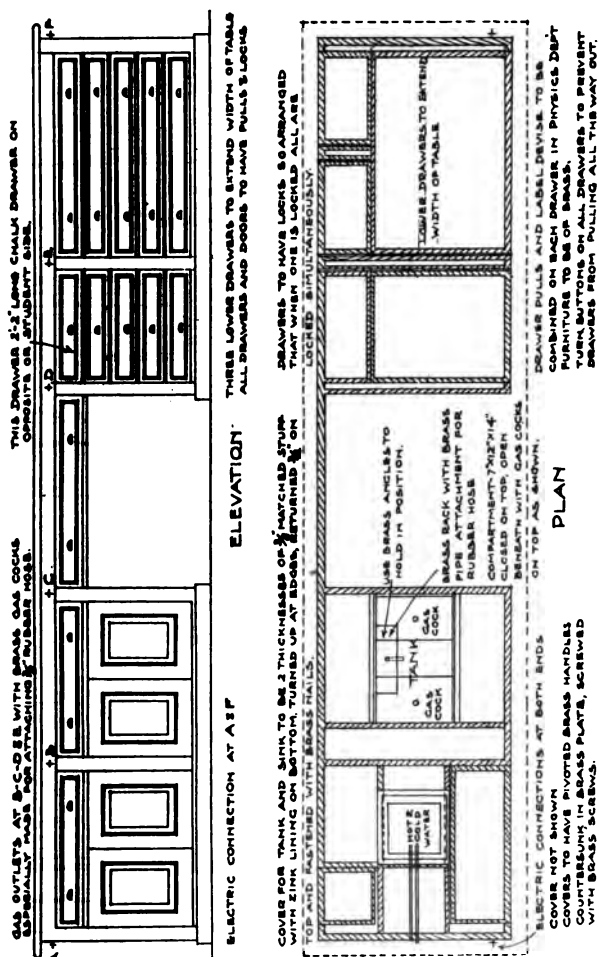 GAS OUTLETS AT B-C-D&E WITH BRASS GAS COCKS
ESPECIALLY MADE FOR ATTACHING RUBBER HOSE.
THIS DRAWER 2'-2" LONG CHALK DRAWER ON
OPPOSITE OR STUDENT SIDE.
A
B
C
D
E
F
ELECTRIC CONNECTION AT A & F
ELEVATION-
THREE LOWER DRAWERS TO EXTEND WIDTH OF TABLE
ALL DRAWERS AND DOORS TO HAVE PULLS & LOCKS
COVER FOR TANK AND SINK TO BE 2 THICKNESSES OF MATCHED STUFF
WITH ZINK LINING ON BOTTOM, TURNED UP AT EDGES, RETURNED ON
TOP AND FASTENED WITH BRASS NAILS.
DRAWERS TO HAVE LOCKS SO ARRANGED
THAT WHEN ONE IS LOCKED ALL ARE
LOCKED SIMULTANEOUSLY.
HOT & COLD WATER
GAS COCK
TANK
GAS COCK
USE BRASS ANGLES TO
HOLD IN POSITION.
BRASS RACK WITH BRASS
PIPE ATTACHMENT FOR
RUBBER HOSE
COMPARTMENT-7"X12"X14"
CLOSED ON TOP, OPEN
BENEATH WITH GAS COCKS
ON TOP AS SHOWN.
LOWER DRAWERS TO EXTEND
WIDTH OF TABLE
ELECTRIC CONNECTIONS AT BOTH ENDS
COVER NOT SHOWN
COVERS TO HAVE PIVOTED BRASS HANDLES
COUNTERSUNK IN BRASS PLATE, SCREWED
WITH BRASS SCREWS.
PLAN
DRAWER PULLS AND LABEL DEVISE TO BE
COMBINED ON EACH DRAWER IN PHYSICS DEPT
FURNITURE TO BE OF BRASS.
TURN BUTTONS ON ALL DRAWERS TO PREVENT
DRAWERS FROM PULLING ALL THE WAY OUT.